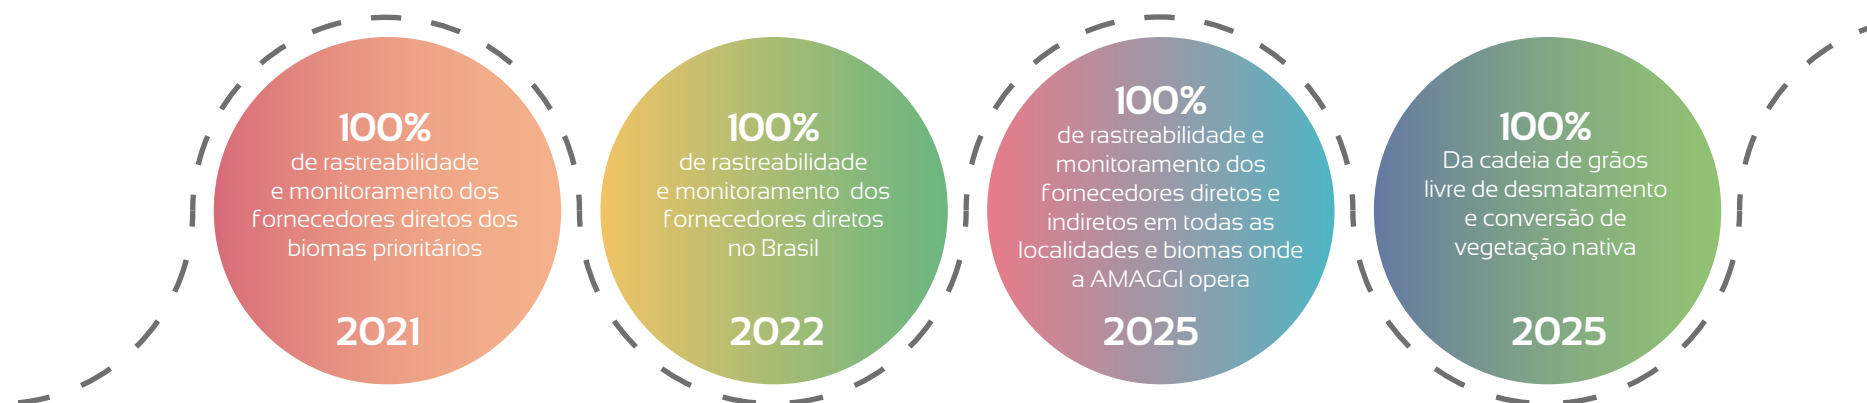 100%
de rastreabilidade
e monitoramento dos
fornecedores diretos dos
biomas prioritários
2021
100%
de rastreabilidade
e monitoramento dos
fornecedores diretos
no Brasil
2022
100%
de rastreabilidade e
monitoramento dos
fornecedores diretos e
indiretos em todas as
localidades e biomas onde
a AMAGGI opera
2025
100%
Da cadeia de grãos
livre de desmatamento
e conversão de
vegetação nativa
2025